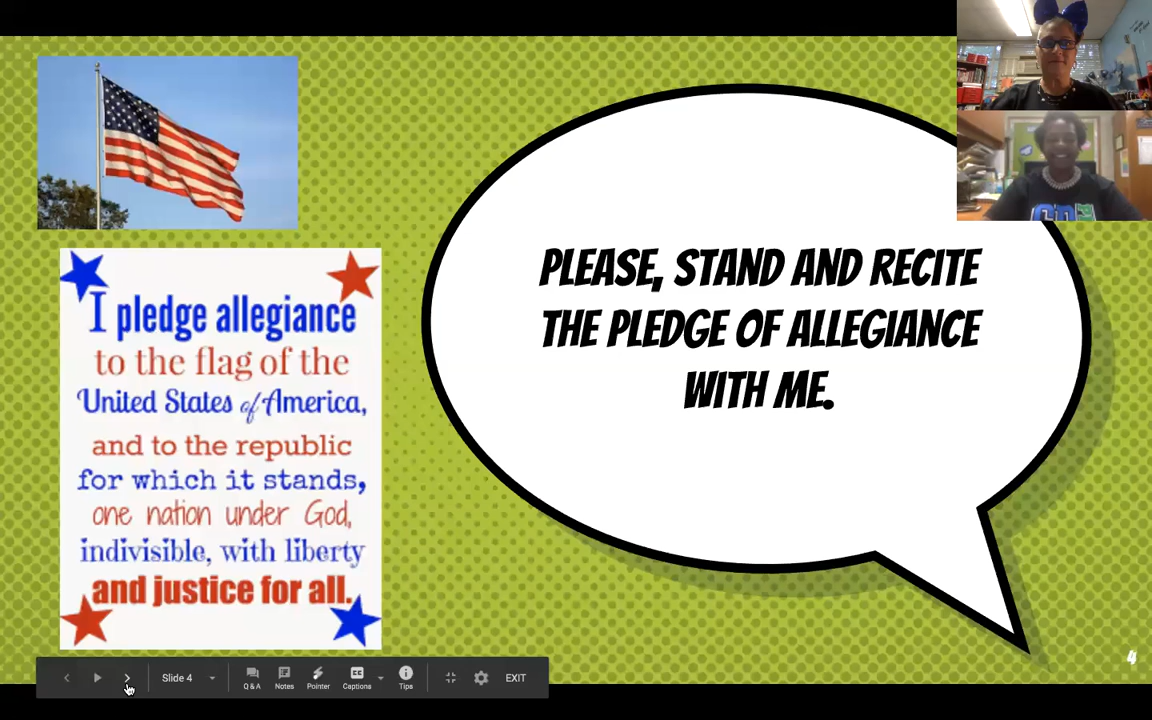 PLEASE, STAND AND RECITE
THE PLEDGE OF ALLEGIANCE
WITH ME.
I pledge allegiance
to the flag of the
United States of America,
and to the republic
for which it stands,
one nation under God,
indivisible, with liberty
and justice for all.
4
Slide 4
Q & A
Notes
Pointer
CC
Captions
Tips
EXIT